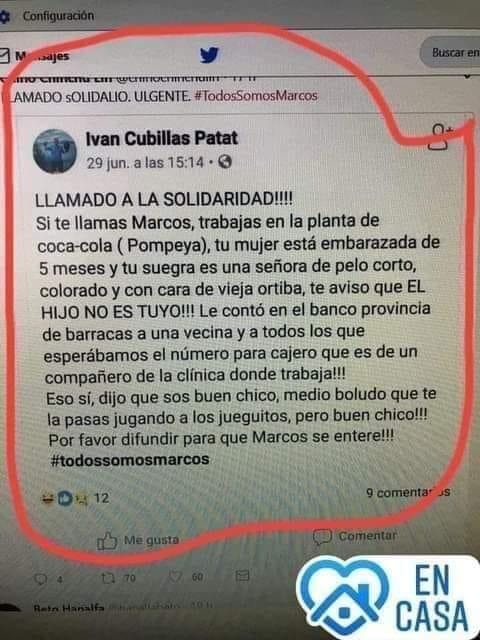 Configuración
Mensajes
Buscar en
LAMADO sOLIDALIO. ULGENTE. #TodosSomosMarcos
Ivan Cubillas Patat
29 jun. a las 15:14 ·
LLAMADO A LA SOLIDARIDAD!!!!
Si te llamas Marcos, trabajas en la planta de
coca-cola ( Pompeya), tu mujer está embarazada de
5 meses y tu suegra es una señora de pelo corto,
colorado y con cara de vieja ortiba, te aviso que EL
HIJO NO ES TUYO!!! Le contó en el banco provincia
de barracas a una vecina y a todos los que
esperábamos el número para cajero que es de un
compañero de la clínica donde trabaja!!!
Eso sí, dijo que sos buen chico, medio boludo que te
la pasas jugando a los jueguitos, pero buen chico!!!
Por favor difundir para que Marcos se entere!!!
#todossomosmarcos
12
9 comentarios
Me gusta
Comentar
4 70 60
Beto Hanalfa
EN
CASA